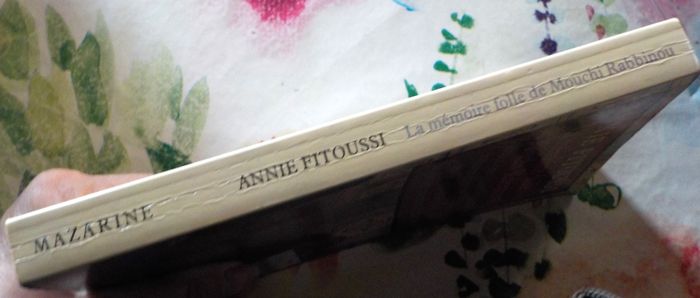 MAZARINE ANNIE FITOUSSI La mémoire folle de Mouchi Rabbinou